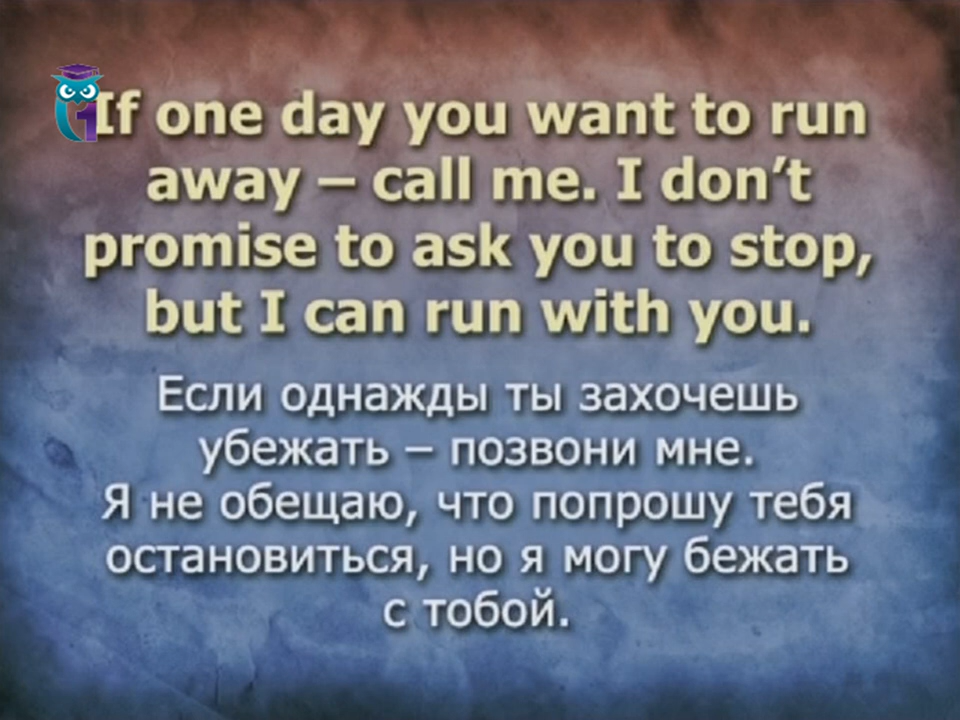 If one day you want to run
away – call me. I don’t
promise to ask you to stop,
but I can run with you.
Если однажды ты захочешь
убежать – позвони мне.
Я не обещаю, что попрошу тебя
остановиться, но я могу бежать
с тобой.